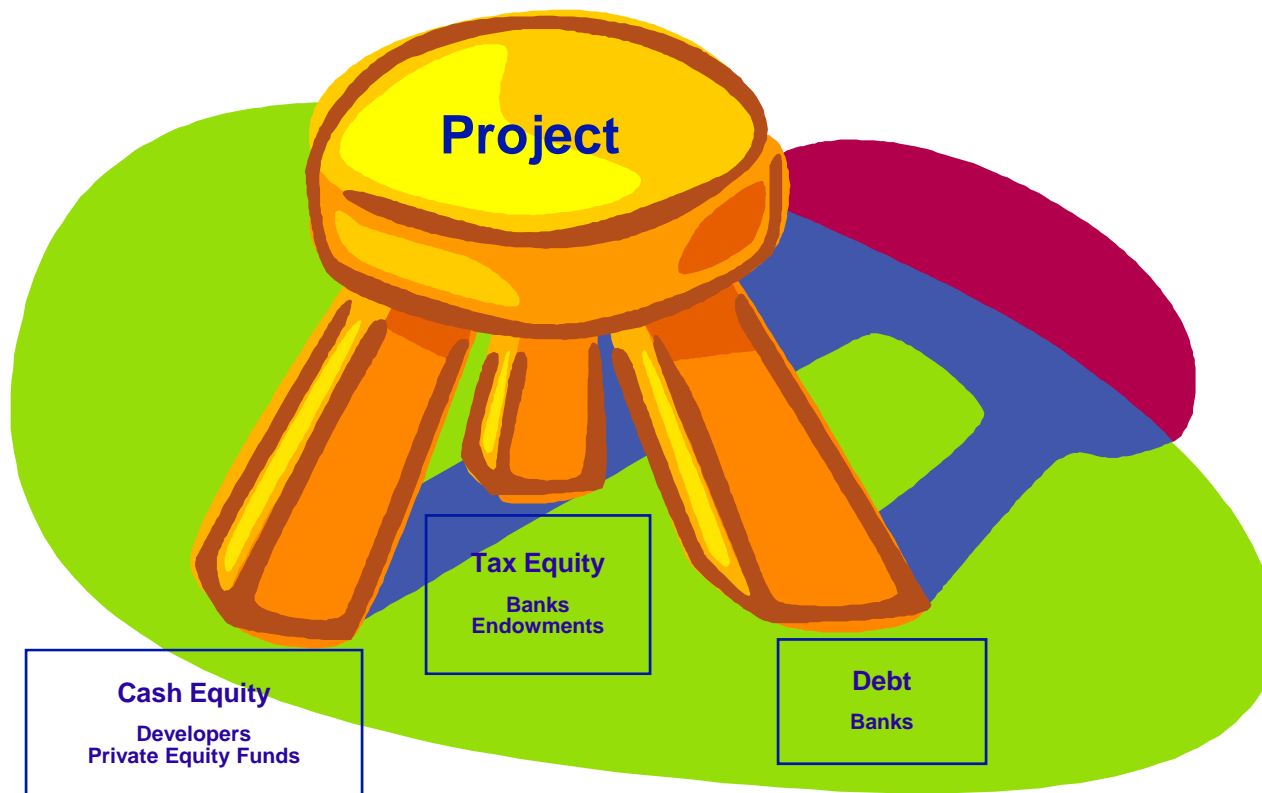 Project
Tax Equity
Banks
Endowments
Cash Equity
Developers
Private Equity Funds
Debt
Banks